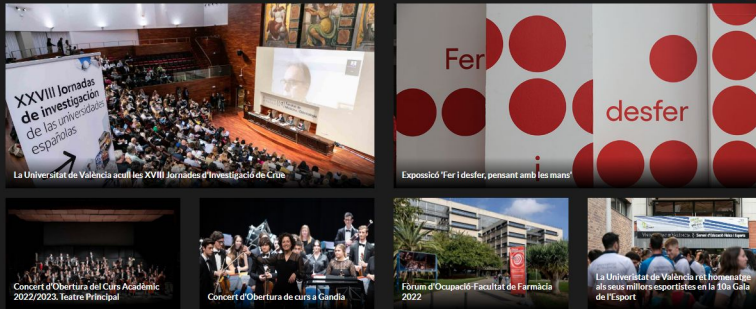 XXVIII Jornadas
de investigación
de las universidades
españolas
La Universitat de València acull les XVIII Jornades d'Investigació de Crue
Fer
i
desfer
Expossicó 'Fer i desfer, pensant amb les mans'
Concert d'Obertura del Curs Acadèmic
2022/2023. Teatre Principal
Concert d'Obertura de curs a Gandia
Fòrum d'Ocupació-Facultat de Farmàcia
2022
La Univeristat de València ret homenatge
als seus millors esportistes en la 10a Gala
de l'Esport